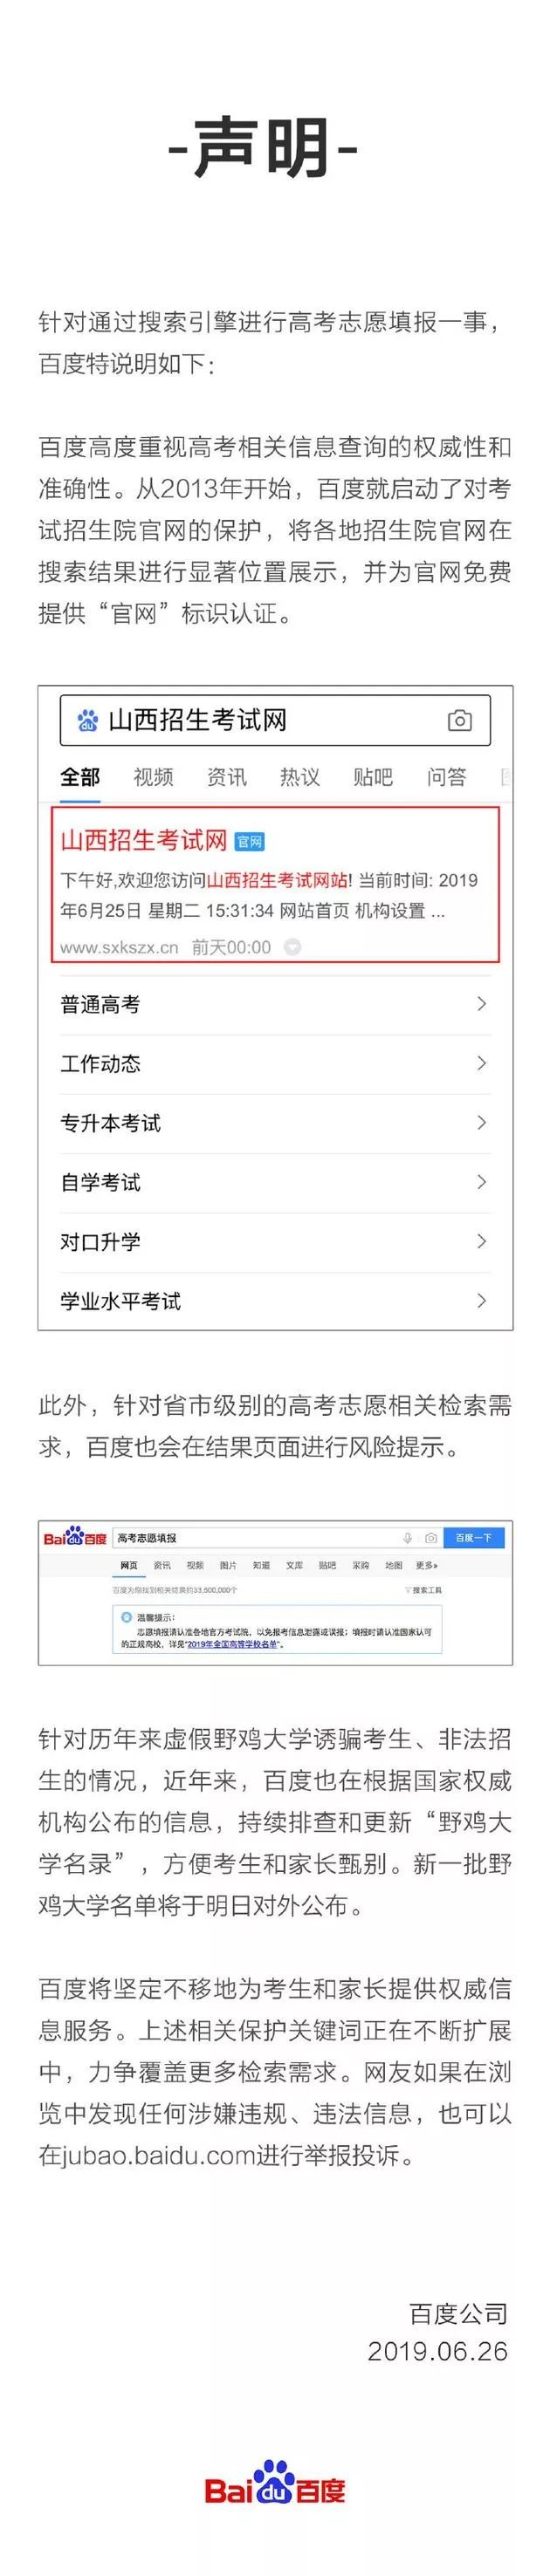 -声明-
针对通过搜索引擎进行高考志愿填报一事，
百度特说明如下：
百度高度重视高考相关信息查询的权威性和
准确性。从2013年开始，百度就启动了对考
试招生院官网的保护，将各地招生院官网在
搜索结果进行显著位置展示，并为官网免费
提供“官网”标识认证。
du 山西招生考试网
全部 视频 资讯 热议 贴吧 问答
山西招生考试网 官网
下午好,欢迎您访问山西招生考试网站! 当前时间: 2019
年6月25日 星期二 15:31:34 网站首页 机构设置 ...
www.sxkszx.cn 前天00:00
普通高考
工作动态
专升本考试
自学考试
对口升学
学业水平考试
此外，针对省市级别的高考志愿相关检索需
求，百度也会在结果页面进行风险提示。
Bai du 百度 高考志愿填报 百度一下
网页 资讯 视频 图片 知道 文库 贴吧 采购 地图 更多»
百度为您找到相关结果约33,600,000个 搜索工具
温馨提示：
志愿填报请认准各地官方考试院，以免报考信息泄露或误报；填报时请认准国家认可
的正规高校，详见“2019年全国高等学校名单”。
针对历年来虚假野鸡大学诱骗考生、非法招
生的情况，近年来，百度也在根据国家权威
机构公布的信息，持续排查和更新“野鸡大
学名录”，方便考生和家长甄别。新一批野
鸡大学名单将于明日对外公布。
百度将坚定不移地为考生和家长提供权威信
息服务。上述相关保护关键词正在不断扩展
中，力争覆盖更多检索需求。网友如果在浏
览中发现任何涉嫌违规、违法信息，也可以
在jubao.baidu.com进行举报投诉。
百度公司
2019.06.26
Bai du 百度